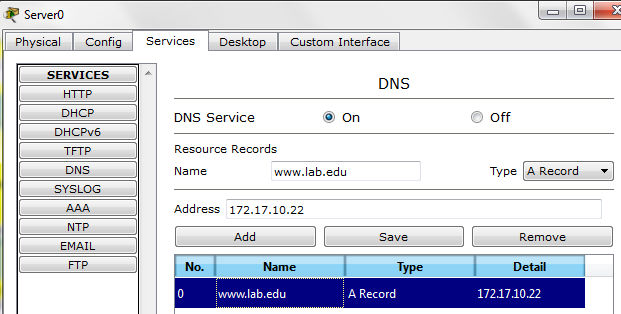 Server0
Physical Config Services Desktop Custom Interface
SERVICES
HTTP
DHCP
DHCPv6
TFTP
DNS
SYSLOG
AAA
NTP
EMAIL
FTP
DNS
DNS Service On Off
Resource Records
Name www.lab.edu Type A Record
Address 172.17.10.22
Add Save Remove
No. Name Type Detail
0 www.lab.edu A Record 172.17.10.22